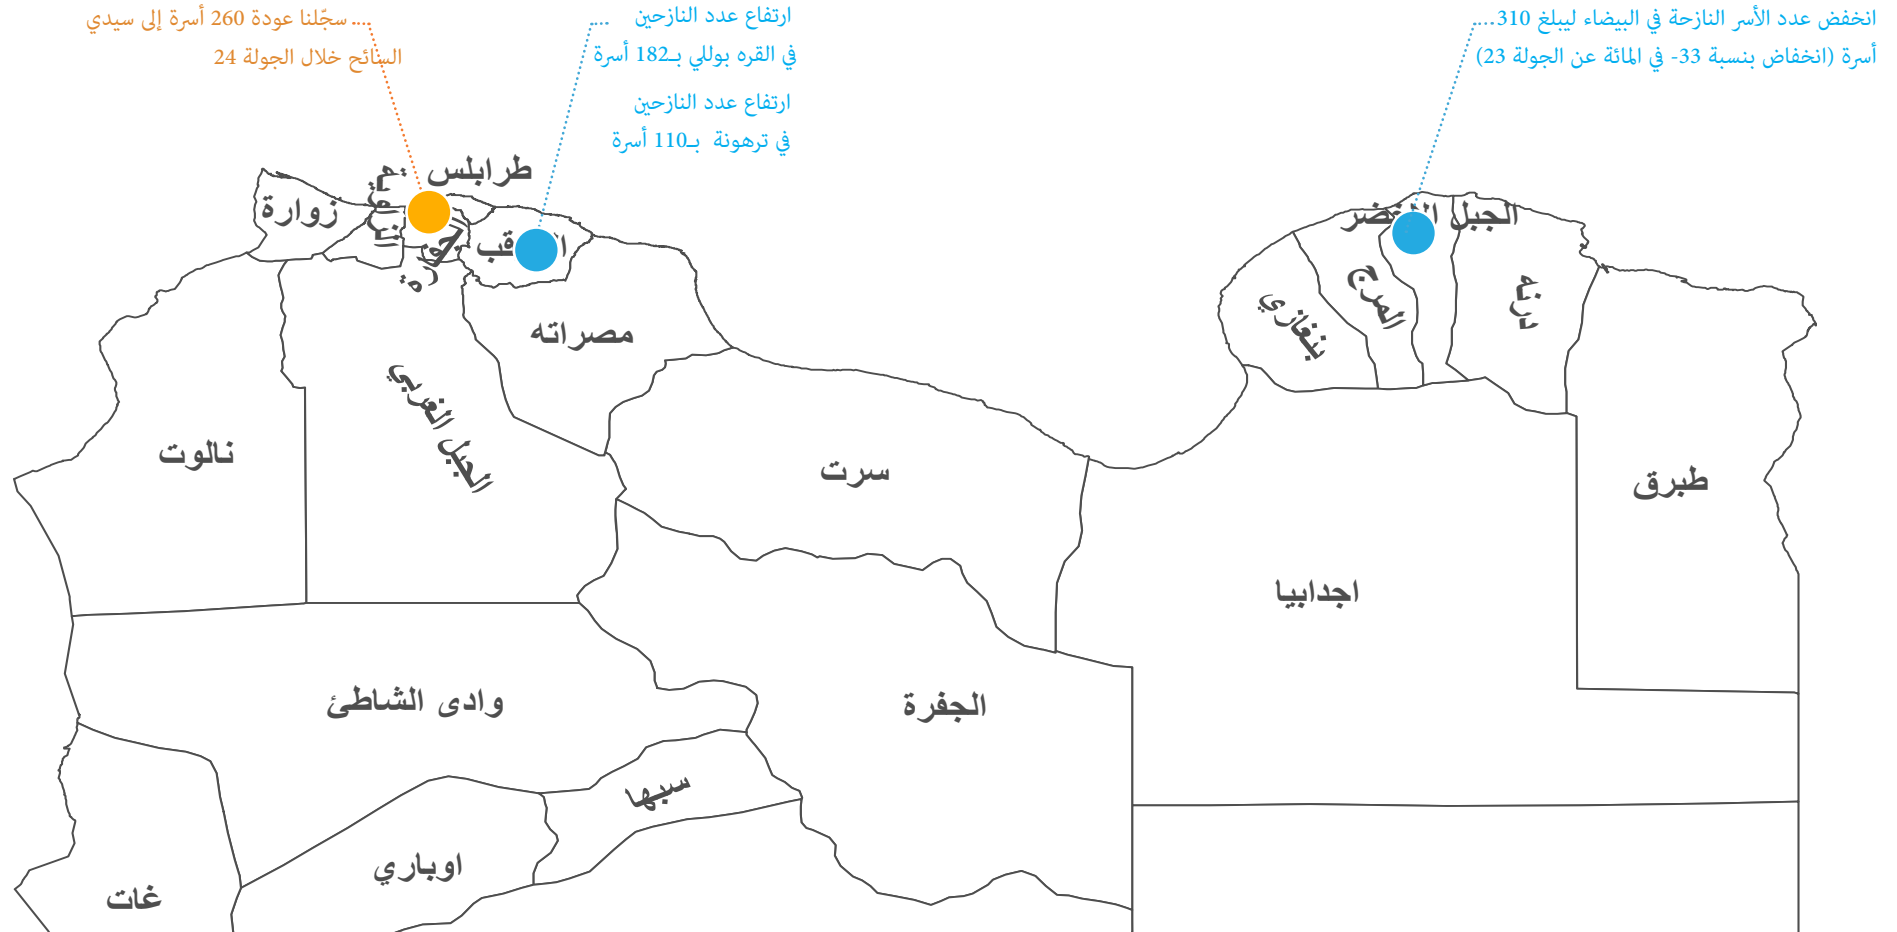 انخفض عدد الأسر النازحة في البيضاء ليبلغ 310
أسرة (انخفاض بنسبة 33- في المائة عن الجولة 23)
ارتفاع عدد النازحين
في القره بوللي بـ182 أسرة
ارتفاع عدد النازحين
في ترهونة بـ110 أسرة
سجّلنا عودة 260 أسرة إلى سيدي
السائح خلال الجولة 24
طرابلس
زوارة
مصراته
الجبل الغربي
نالوت
سرت
الجبل الاخضر
بنغازي
المرج
درنه
طبرق
اجدابيا
الجفرة
وادى الشاطئ
سبها
اوباري
غات